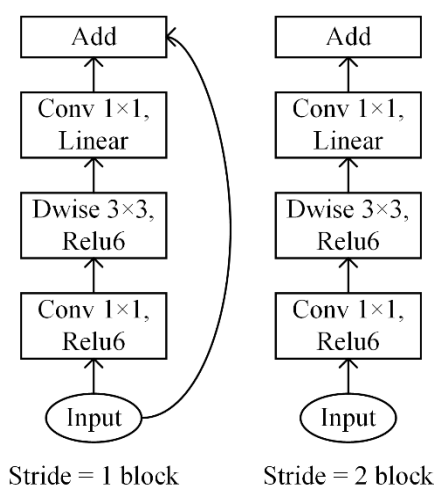 Add
Conv 1×1,
Linear
Dwise 3×3,
Relu6
Conv 1×1,
Relu6
Input
Stride = 1 block
Add
Conv 1×1,
Linear
Dwise 3×3,
Relu6
Conv 1×1,
Relu6
Input
Stride = 2 block